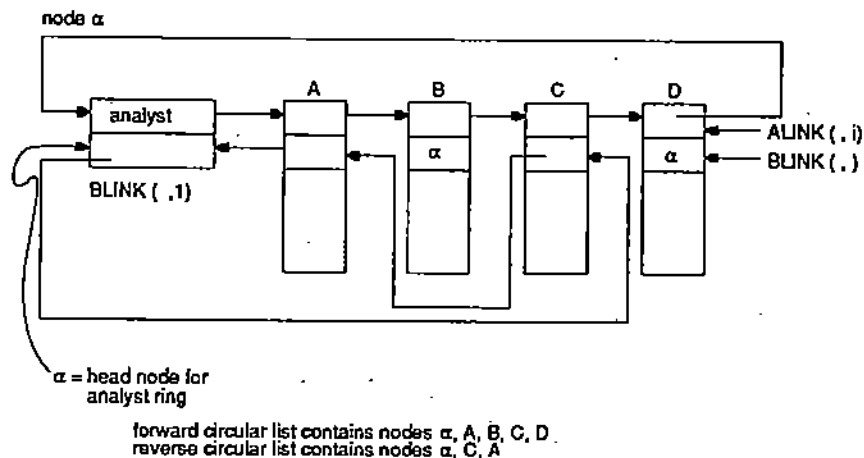 node α
A B C D
analyst
ALINK ( , i)
α α BLINK ( , )
BLINK ( ,1)
α = head node for
analyst ring
forward circular list contains nodes α, A, B, C, D
reverse circular list contains nodes α, C, A